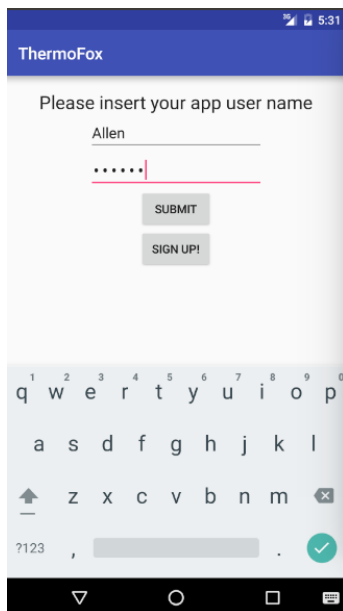 3G 5:31
ThermoFox
Please insert your app user name
Allen
••••••
SUBMIT
SIGN UP!
1 2 3 4 5 6 7 8 9 0
q w e r t y u i o p
a s d f g h j k l
z x c v b n m
?123 , .